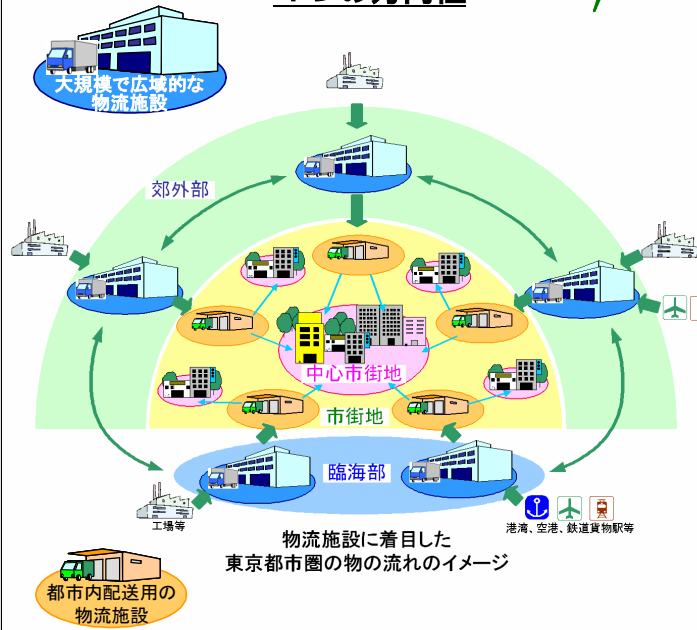 大規模で広域的な
物流施設
郊外部
中心市街地
市街地
臨海部
工場等
港湾、空港、鉄道貨物駅等
物流施設に着目した
東京都市圏の物の流れのイメージ
都市内配送用の
物流施設